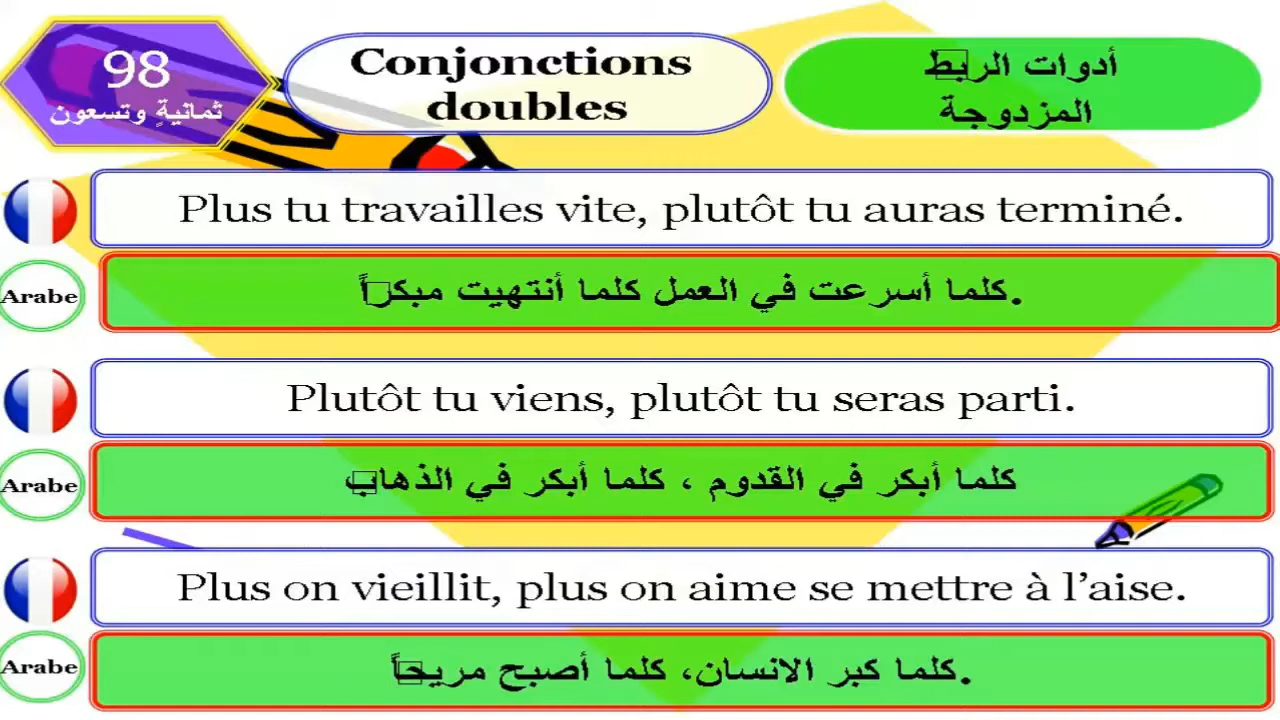 98
ثمانيةٍ وتسعون
Conjonctions
doubles
أدوات الربط
المزدوجة
Plus tu travailles vite, plutôt tu auras terminé.
Arabe
كلما أسرعت في العمل كلما أنتهيت مبكراً.
Plutôt tu viens, plutôt tu seras parti.
Arabe
كلما أبكر في القدوم ، كلما أبكر في الذهاب
Plus on vieillit, plus on aime se mettre à l’aise.
Arabe
كلما كبر الانسان، كلما أصبح مريحاً.